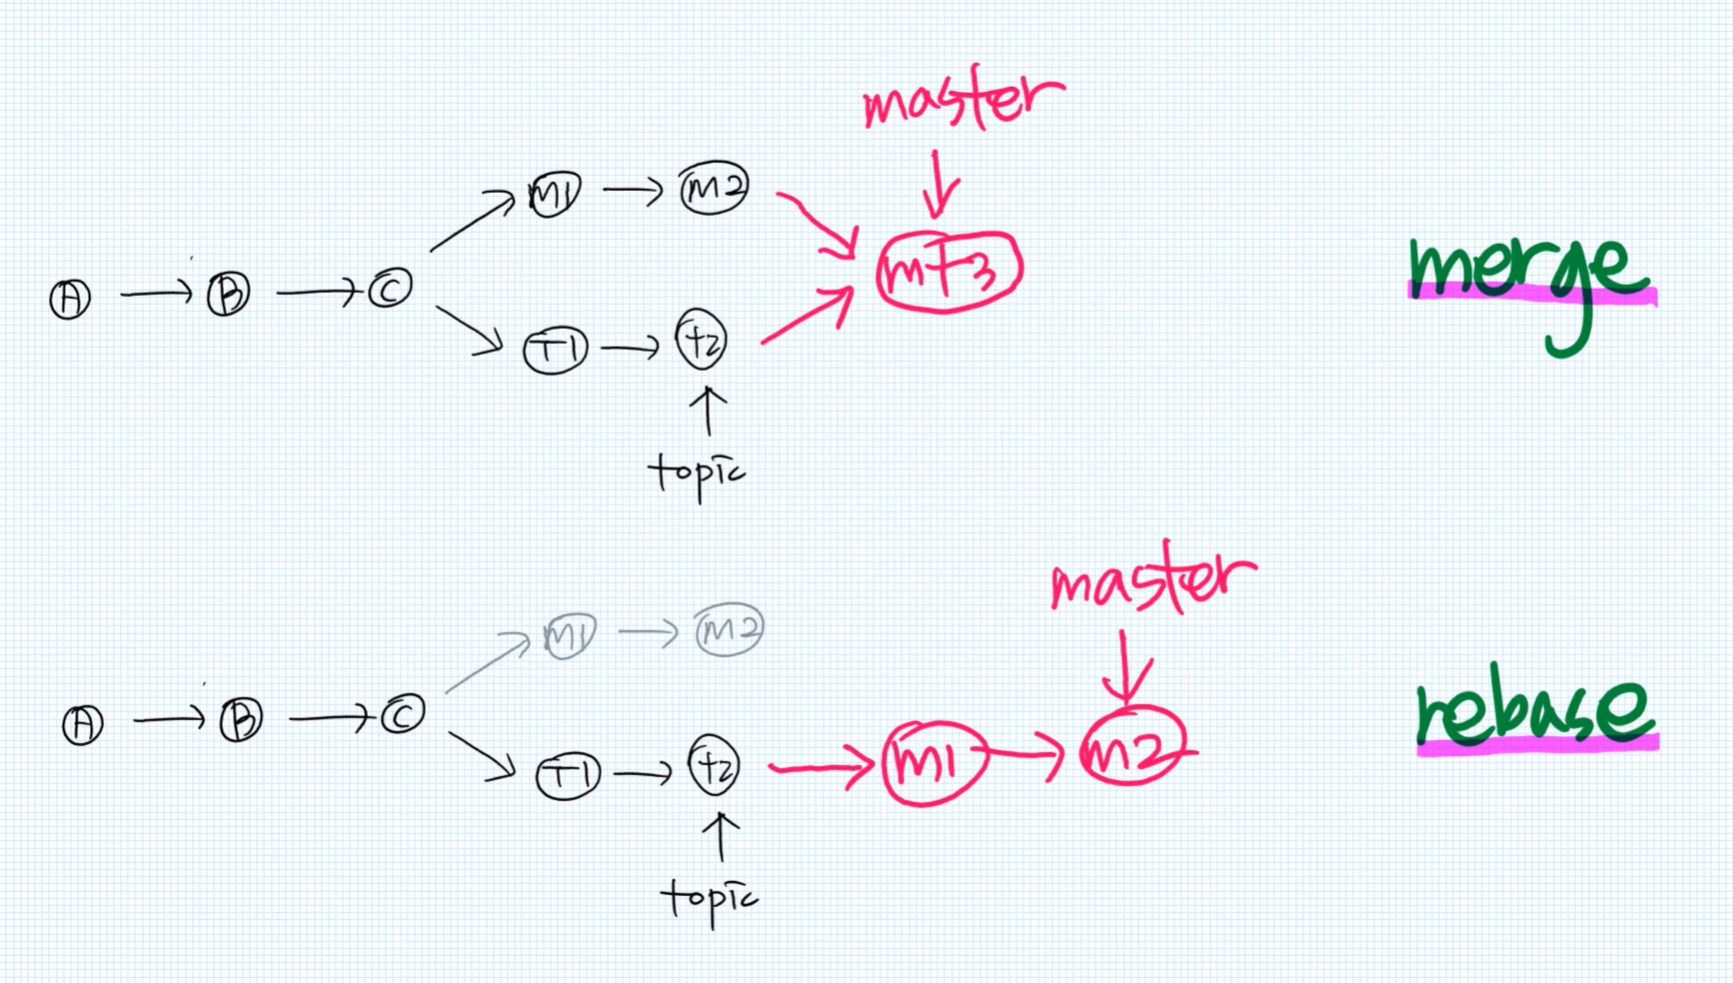 master
m1 m2
mt3
merge
A B C
T1 t2
topic
master
m1 m2
rebase
A B C
T1 t2 m1 m2
topic